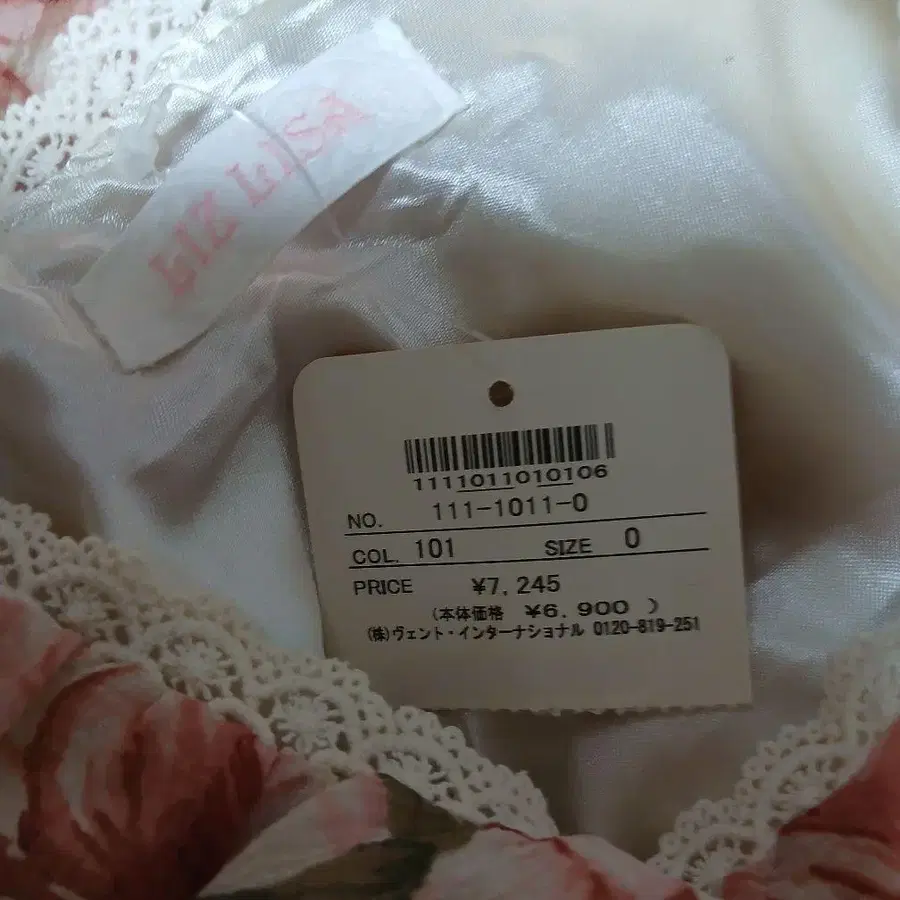 LIZ LISA
1111011010106
NO. 111-1011-0
COL. 101 SIZE 0
PRICE ¥7,245
(本体価格 ¥6,900 )
(株)ヴェント・インターナショナル 0120-819-251